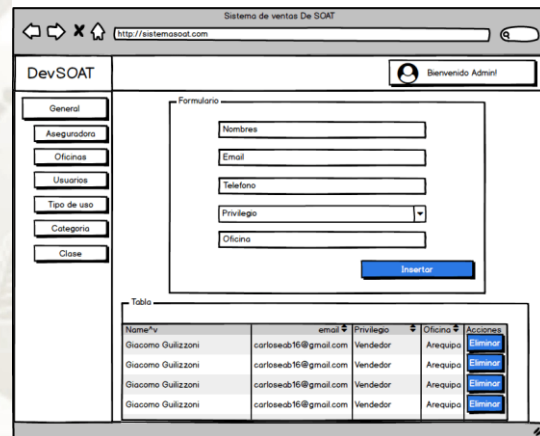 Sistema de ventas De SOAT
http://sistemasoat.com
DevSOAT
Bienvenido Admin!
General
Aseguradora
Oficinas
Usuarios
Tipo de uso
Categoria
Clase
Formulario
Nombres
Email
Telefono
Privilegio
Oficina
Insertar
Tabla
Name^v email Privilegio Oficina Acciones
Giacomo Guilizzoni carloseab16@gmail.com Vendedor Arequipa Eliminar
Giacomo Guilizzoni carloseab16@gmail.com Vendedor Arequipa Eliminar
Giacomo Guilizzoni carloseab16@gmail.com Vendedor Arequipa Eliminar
Giacomo Guilizzoni carloseab16@gmail.com Vendedor Arequipa Eliminar